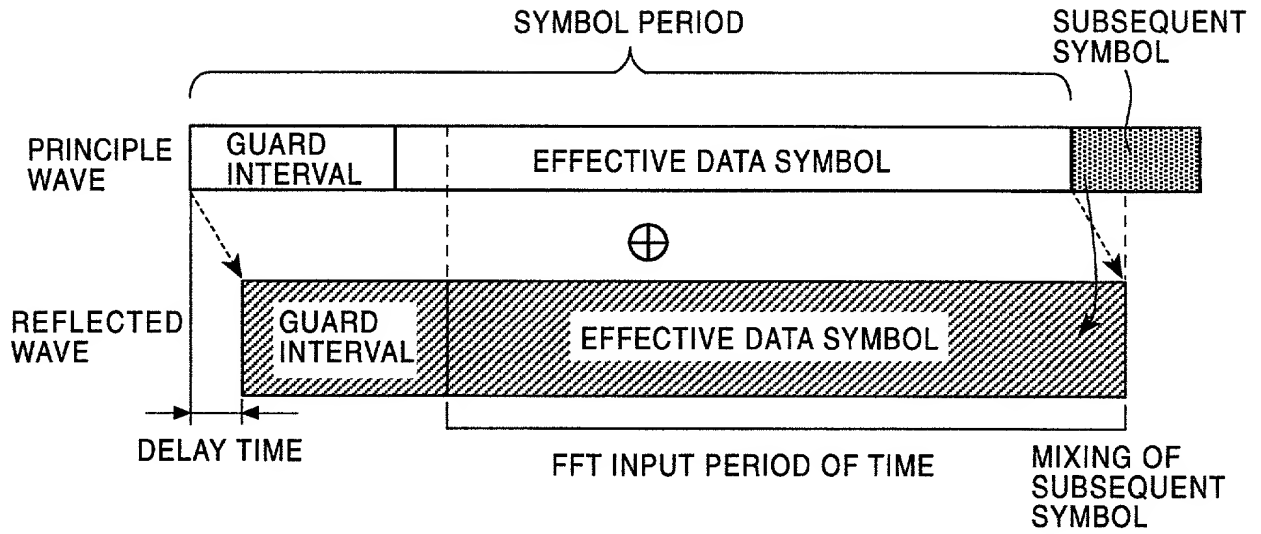 SYMBOL PERIOD
SUBSEQUENT
SYMBOL
PRINCIPLE
WAVE
GUARD
INTERVAL
EFFECTIVE DATA SYMBOL
REFLECTED
WAVE
GUARD
INTERVAL
EFFECTIVE DATA SYMBOL
DELAY TIME
FFT INPUT PERIOD OF TIME
MIXING OF
SUBSEQUENT
SYMBOL